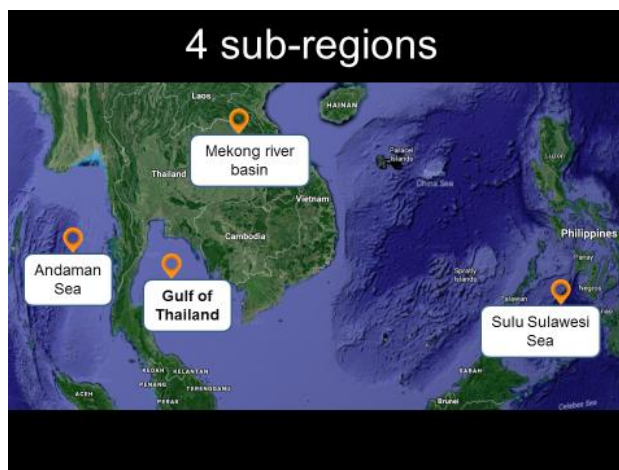 4 sub-regions
Laos
HAINAN
Mekong river
basin
Paracel
Islands
China Sea
Luzon
Thailand
Vietnam
Cambodia
Philippines
Andaman
Sea
Gulf of
Thailand
Spratly
Islands
Panay
Negros
Palawan
Sulu Sulawesi
Sea
KEDAH
KELANTAN
PENANG
TERENGGANU
PERAK
ACEH
SABAH
Brunei
Celebes Sea